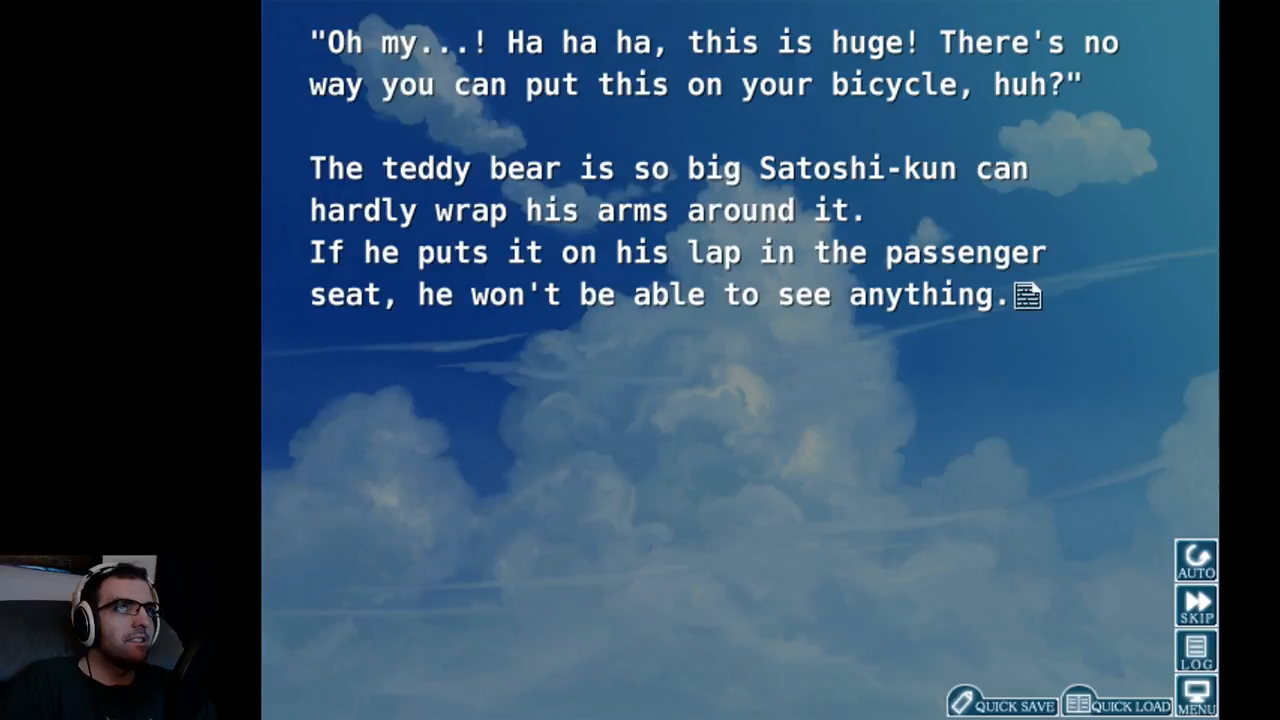 "Oh my...! Ha ha ha, this is huge! There's no
way you can put this on your bicycle, huh?"
The teddy bear is so big Satoshi-kun can
hardly wrap his arms around it.
If he puts it on his lap in the passenger
seat, he won't be able to see anything.
AUTO
SKIP
LOG
MENU
QUICK SAVE
QUICK LOAD